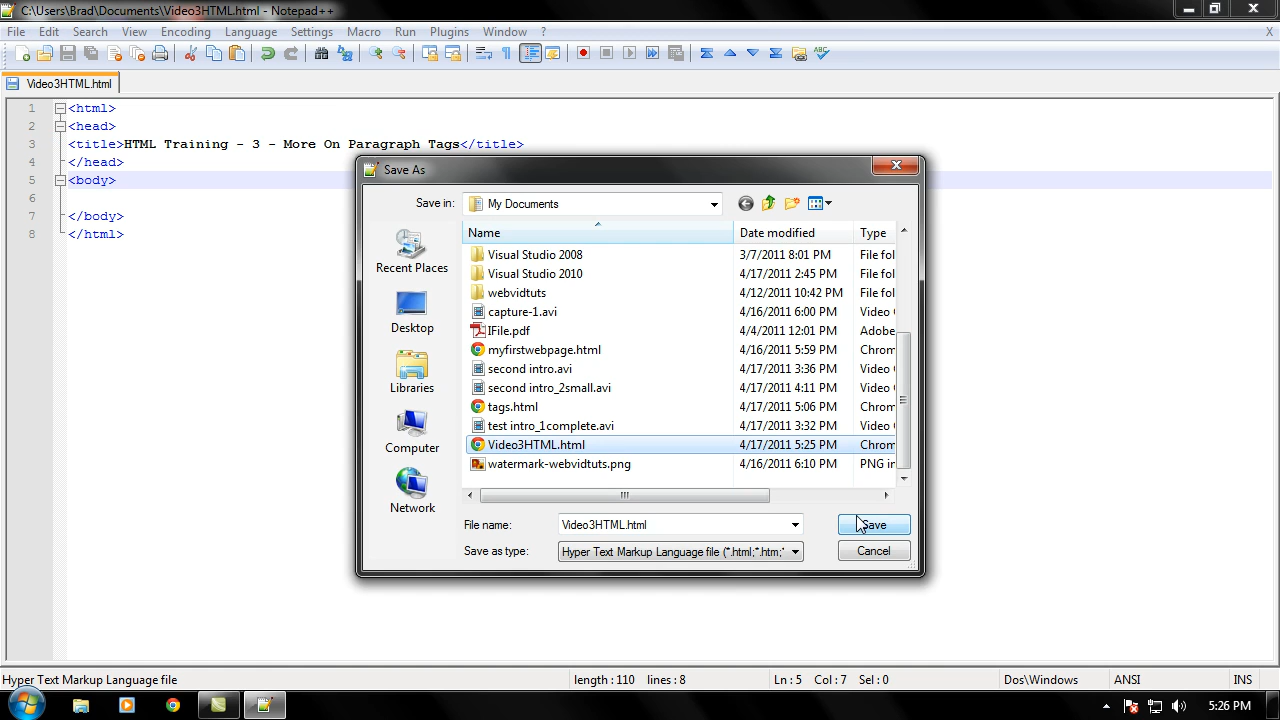 C:\Users\Brad\Documents\Video3HTML.html - Notepad++
File Edit Search View Encoding Language Settings Macro Run Plugins Window ? X
Video3HTML.html
1 <html>
2 <head>
3 <title>HTML Training - 3 - More On Paragraph Tags</title>
4 </head>
5 <body>
6
7 </body>
8 </html>
Save As
Save in: My Documents
Name Date modified Type
Visual Studio 2008 3/7/2011 8:01 PM File fol
Visual Studio 2010 4/17/2011 2:45 PM File fol
webvidtuts 4/12/2011 10:42 PM File fol
capture-1.avi 4/16/2011 6:00 PM Video (
IFile.pdf 4/4/2011 12:01 PM Adobe
myfirstwebpage.html 4/16/2011 5:59 PM Chrom
second intro.avi 4/17/2011 3:36 PM Video (
second intro_2small.avi 4/17/2011 4:11 PM Video (
tags.html 4/17/2011 5:06 PM Chrom
test intro_1complete.avi 4/17/2011 3:32 PM Video (
Video3HTML.html 4/17/2011 5:25 PM Chrom
watermark-webvidtuts.png 4/16/2011 6:10 PM PNG in
Recent Places
Desktop
Libraries
Computer
Network
File name: Video3HTML.html Save
Save as type: Hyper Text Markup Language file (*.html;*.htm;* Cancel
Hyper Text Markup Language file length : 110 lines : 8 Ln : 5 Col : 7 Sel : 0 Dos\Windows ANSI INS
5:26 PM